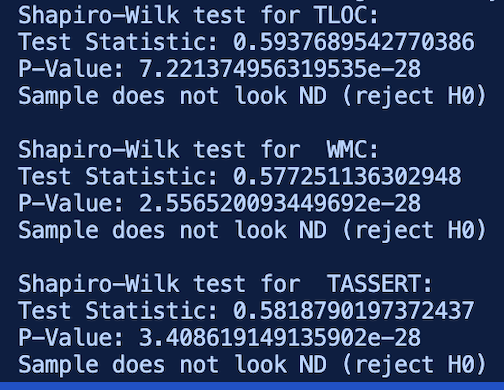 Shapiro-Wilk test for TLOC:
Test Statistic: 0.5937689542770386
P-Value: 7.221374956319535e-28
Sample does not look ND (reject H0)
Shapiro-Wilk test for  WMC:
Test Statistic: 0.577251136302948
P-Value: 2.556520093449692e-28
Sample does not look ND (reject H0)
Shapiro-Wilk test for  TASSERT:
Test Statistic: 0.5818790197372437
P-Value: 3.408619149135902e-28
Sample does not look ND (reject H0)